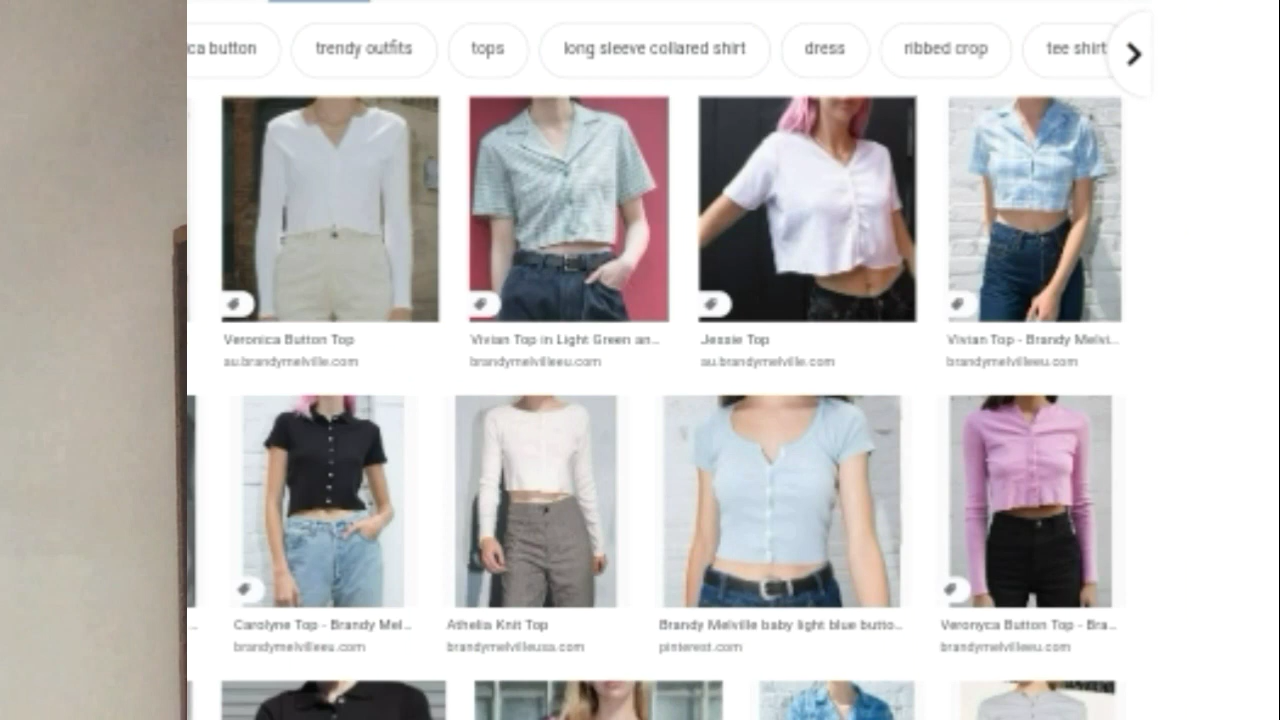 ca button
trendy outfits
tops
long sleeve collared shirt
dress
ribbed crop
tee shirt
Veronica Button Top
au.brandymelville.com
Vivian Top in Light Green an...
brandymelvilleeu.com
Jessie Top
au.brandymelville.com
Vivian Top - Brandy Melvi...
brandymelvilleeu.com
Carolyne Top - Brandy Mel...
brandymelvilleeu.com
Athelia Knit Top
brandymelvilleusa.com
Brandy Melville baby light blue butto...
pinterest.com
Veronyca Button Top - Bra...
brandymelvilleeu.com